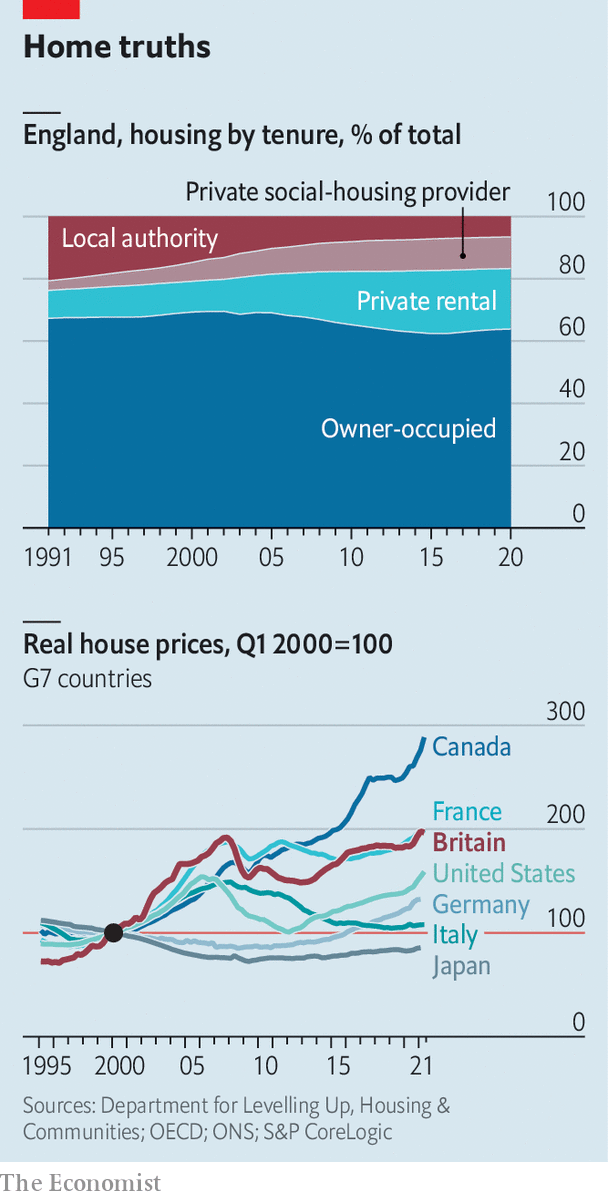 Home truths
England, housing by tenure, % of total
Private social-housing provider
100
Local authority
80
Private rental
60
40
Owner-occupied
20
0
1991 95 2000 05 10 15 20
Real house prices, Q1 2000=100
G7 countries
300
Canada
France
200
Britain
United States
Germany
100
Italy
Japan
0
1995 2000 05 10 15 21
Sources: Department for Levelling Up, Housing &
Communities; OECD; ONS; S&P CoreLogic
The Economist